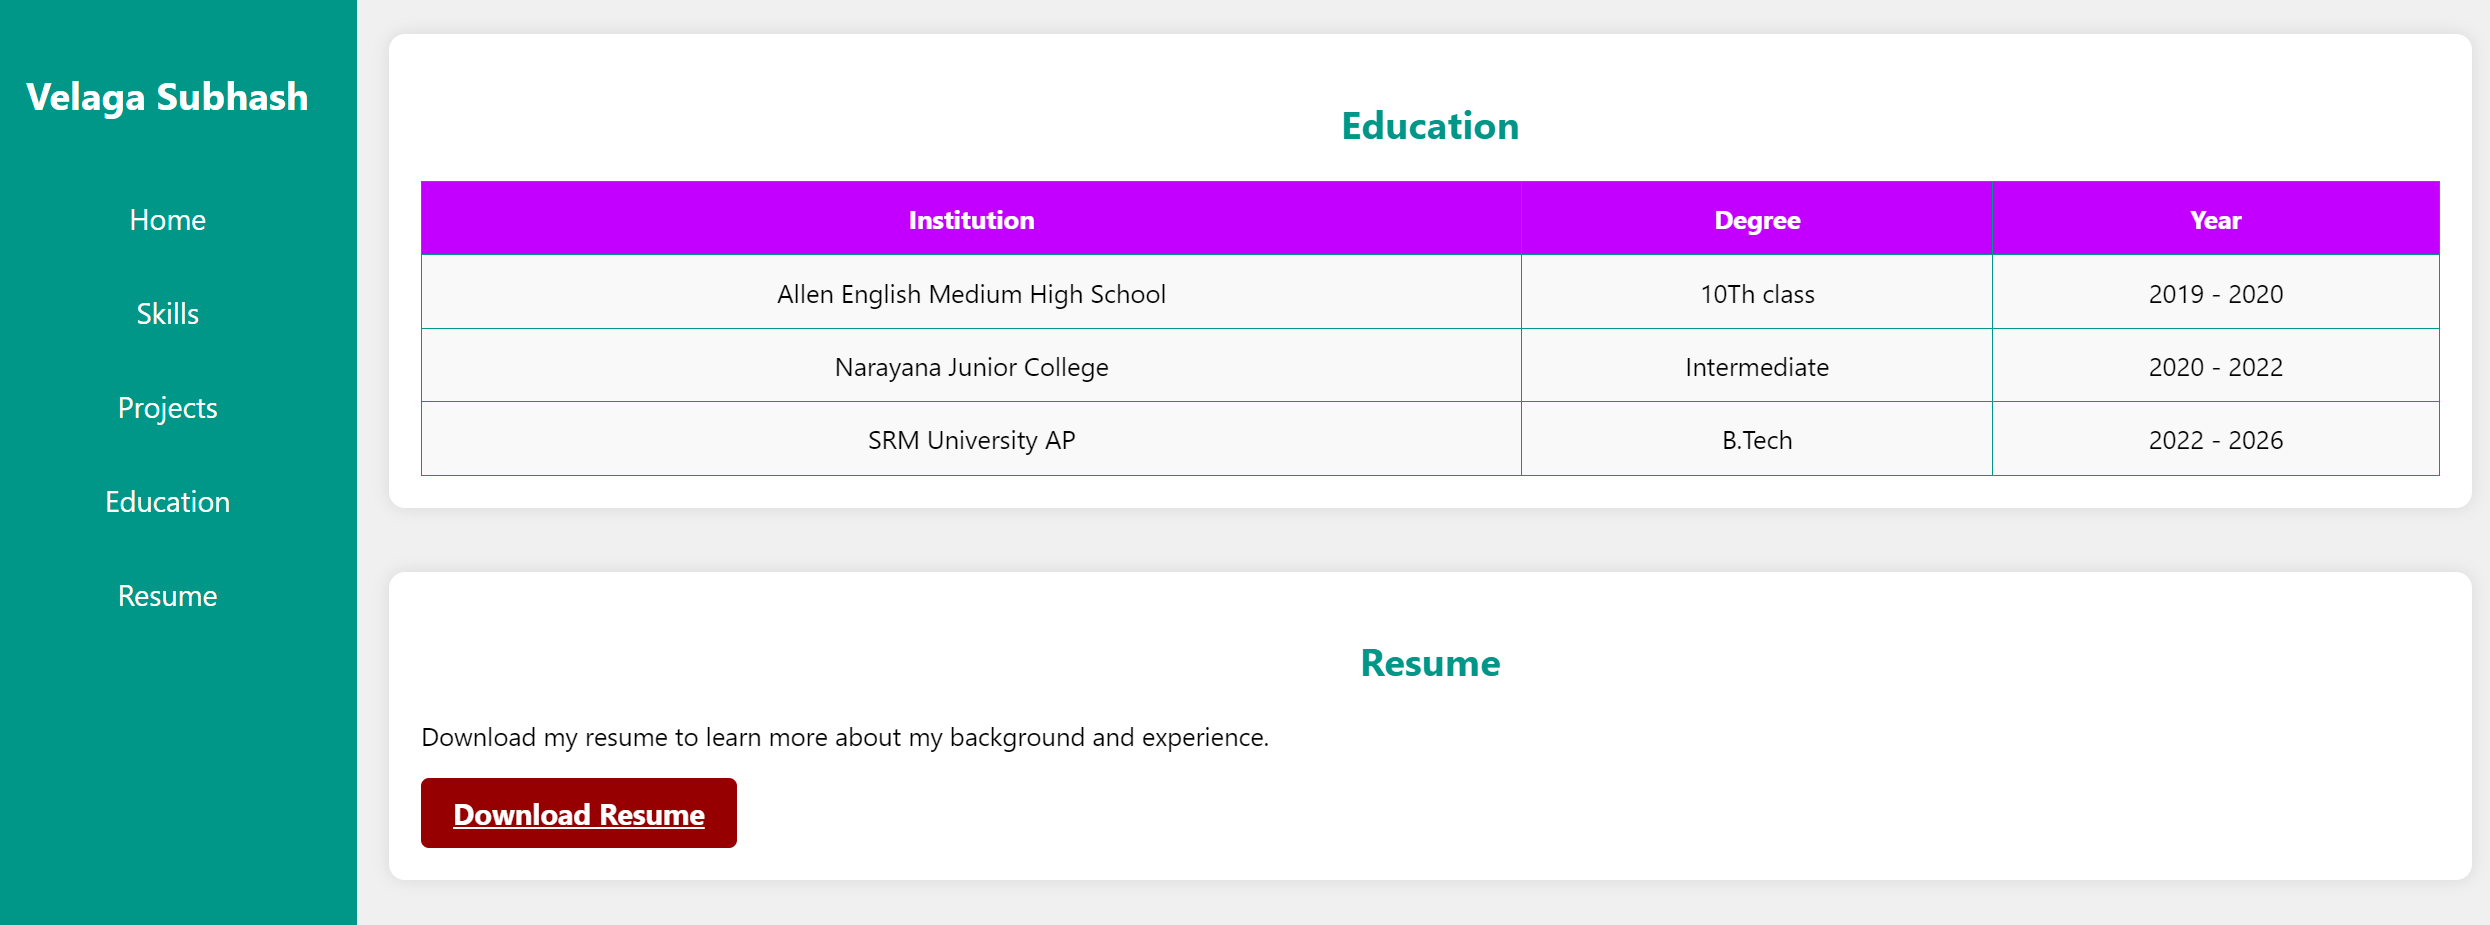 Velaga Subhash
Home
Skills
Projects
Education
Resume
Education
Institution Degree Year
Allen English Medium High School 10Th class 2019 - 2020
Narayana Junior College Intermediate 2020 - 2022
SRM University AP B.Tech 2022 - 2026
Resume
Download my resume to learn more about my background and experience.
Download Resume